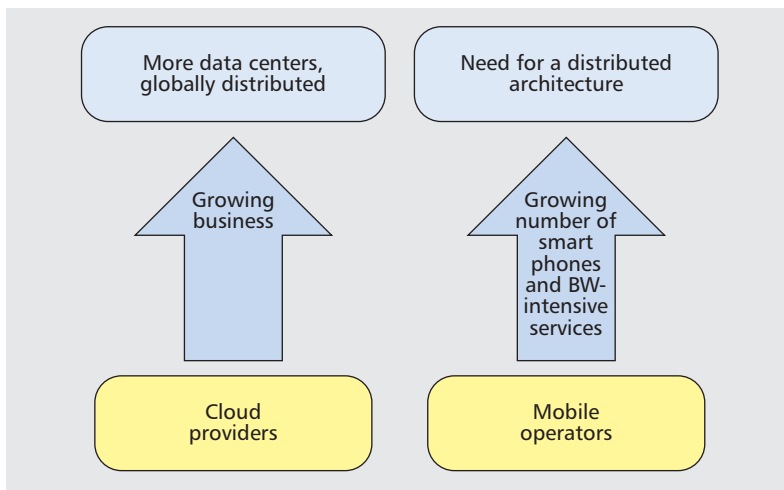 More data centers,
globally distributed
Need for a distributed
architecture
Growing
business
Growing
number of
smart
phones
and BW-
intensive
services
Cloud
providers
Mobile
operators